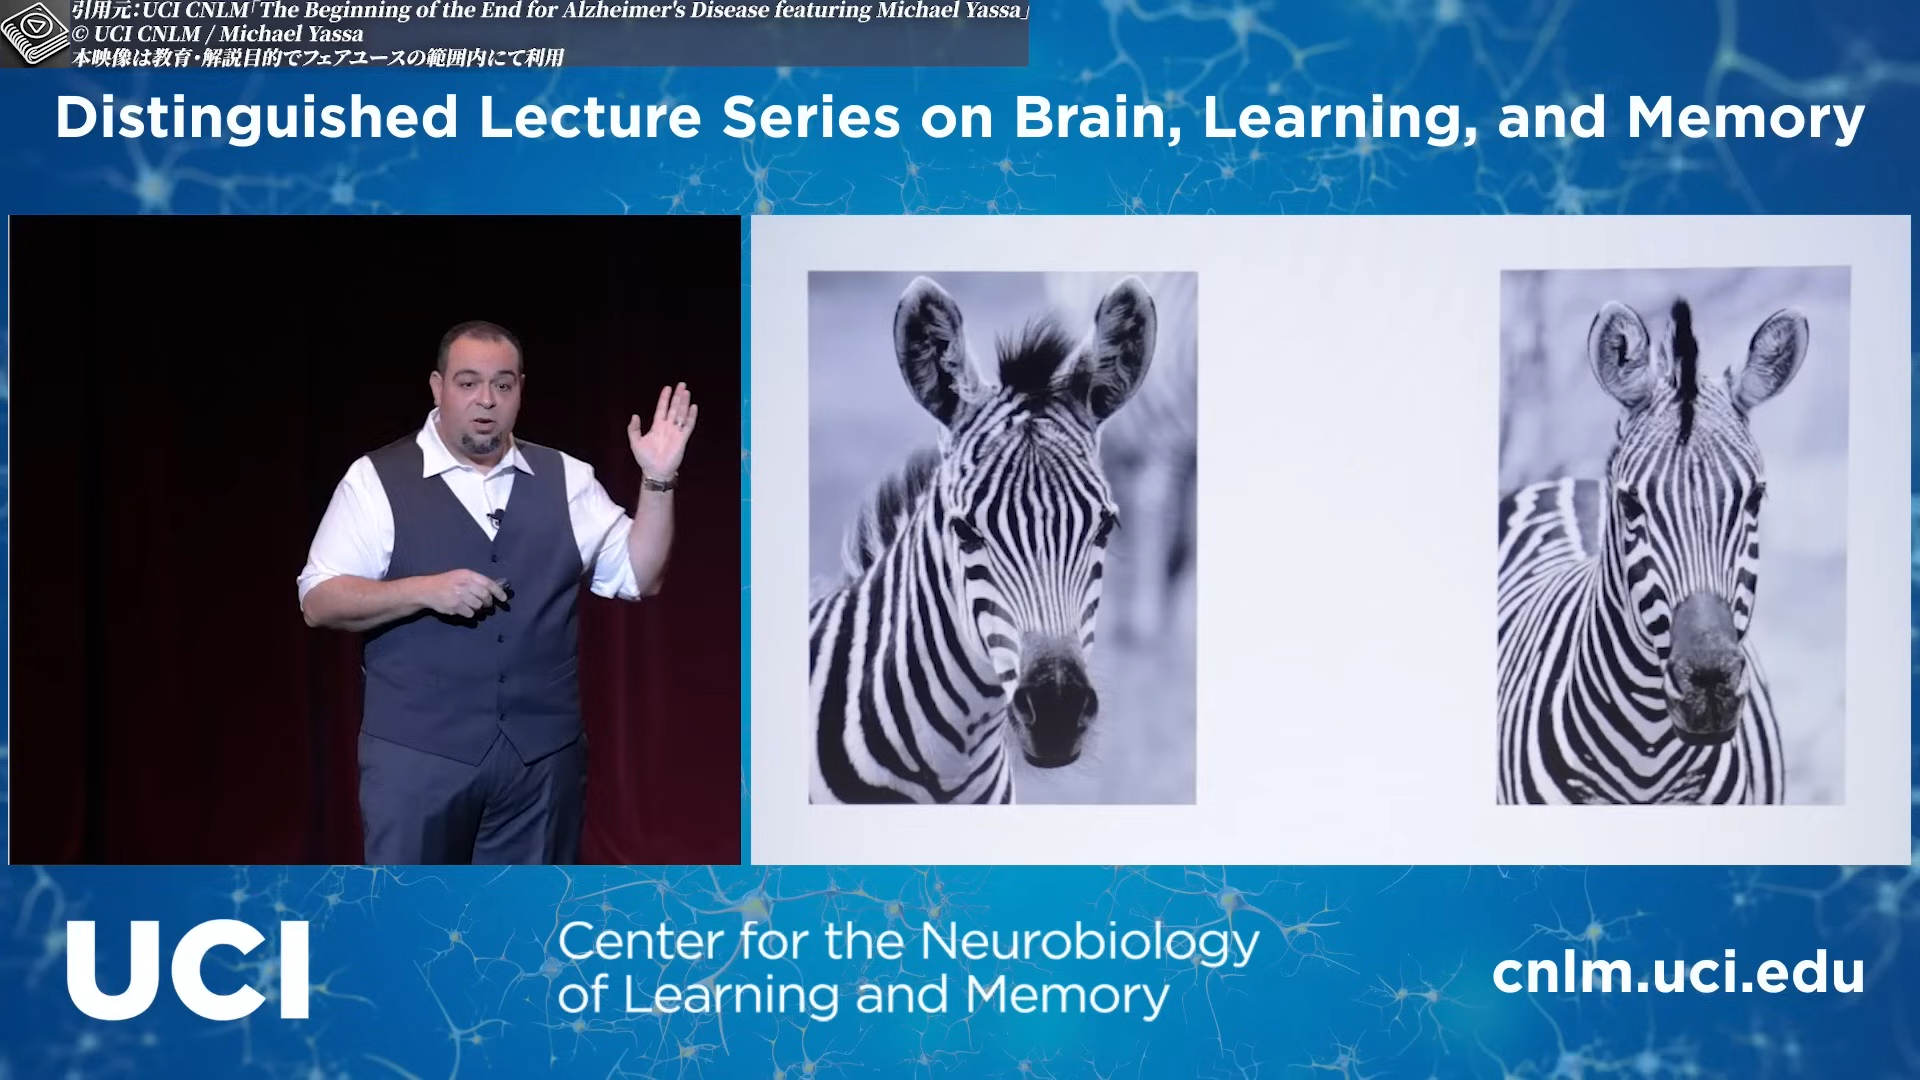 引用元：UCI CNLM「The Beginning of the End for Alzheimer's Disease featuring Michael Yassa」
© UCI CNLM / Michael Yassa
本映像は教育・解説目的でフェアユースの範囲内にて利用
Distinguished Lecture Series on Brain, Learning, and Memory
UCI
Center for the Neurobiology
of Learning and Memory
cnlm.uci.edu